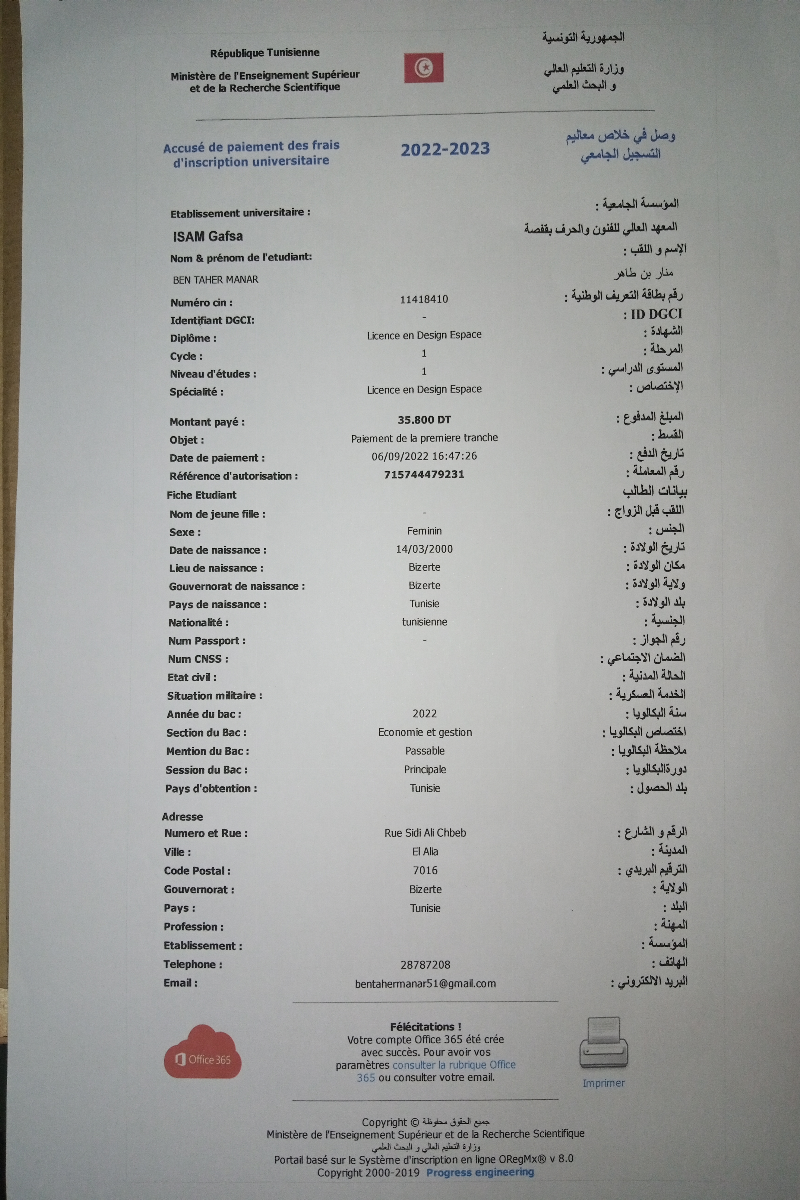 République Tunisienne
الجمهورية التونسية
Ministère de l'Enseignement Supérieur
et de la Recherche Scientifique
وزارة التعليم العالي
و البحث العلمي
Accusé de paiement des frais
d'inscription universitaire
2022-2023
وصل في خلاص معاليم
التسجيل الجامعي
Etablissement universitaire :
المؤسسة الجامعية :
ISAM Gafsa
المعهد العالي للفنون والحرف بقفصة
Nom & prénom de l'etudiant:
الإسم و اللقب :
BEN TAHER MANAR
منار بن طاهر
Numéro cin : 11418410 رقم بطاقة التعريف الوطنية :
Identifiant DGCI: - ID DGCI :
Diplôme : Licence en Design Espace الشهادة :
Cycle : 1 المرحلة :
Niveau d'études : 1 المستوى الدراسي :
Spécialité : Licence en Design Espace الإختصاص :
Montant payé : 35.800 DT المبلغ المدفوع :
Objet : Paiement de la premiere tranche القسط :
Date de paiement : 06/09/2022 16:47:26 تاريخ الدفع :
Référence d'autorisation : 715744479231 رقم المعاملة :
Fiche Etudiant بيانات الطالب
Nom de jeune fille : - اللقب قبل الزواج :
Sexe : Feminin الجنس :
Date de naissance : 14/03/2000 تاريخ الولادة :
Lieu de naissance : Bizerte مكان الولادة :
Gouvernorat de naissance : Bizerte ولاية الولادة :
Pays de naissance : Tunisie بلد الولادة :
Nationalité : tunisienne الجنسية :
Num Passport : - رقم الجواز :
Num CNSS : الضمان الاجتماعي :
Etat civil : الحالة المدنية :
Situation militaire : الخدمة العسكرية :
Année du bac : 2022 سنة البكالوريا :
Section du Bac : Economie et gestion اختصاص البكالوريا :
Mention du Bac : Passable ملاحظة البكالوريا :
Session du Bac : Principale دورةالبكالوريا :
Pays d'obtention : Tunisie بلد الحصول :
Adresse
Numero et Rue : Rue Sidi Ali Chbeb الرقم و الشارع :
Ville : El Alia المدينة :
Code Postal : 7016 الترقيم البريدي :
Gouvernorat : Bizerte الولاية :
Pays : Tunisie البلد :
Profession : المهنة :
Etablissement : المؤسسة :
Telephone : 28787208 الهاتف :
Email : bentahermanar51@gmail.com البريد الالكتروني :
Office 365
Félécitations !
Votre compte Office 365 été crée
avec succès. Pour avoir vos
paramètres consulter la rubrique Office
365 ou consulter votre email.
Imprimer
Copyright © جميع الحقوق محفوظة
Ministère de l'Enseignement Supérieur et de la Recherche Scientifique
وزارة التعليم العالي و البحث العلمي
Portail basé sur le Système d'inscription en ligne ORegMx® v 8.0
Copyright 2000-2019 Progress engineering